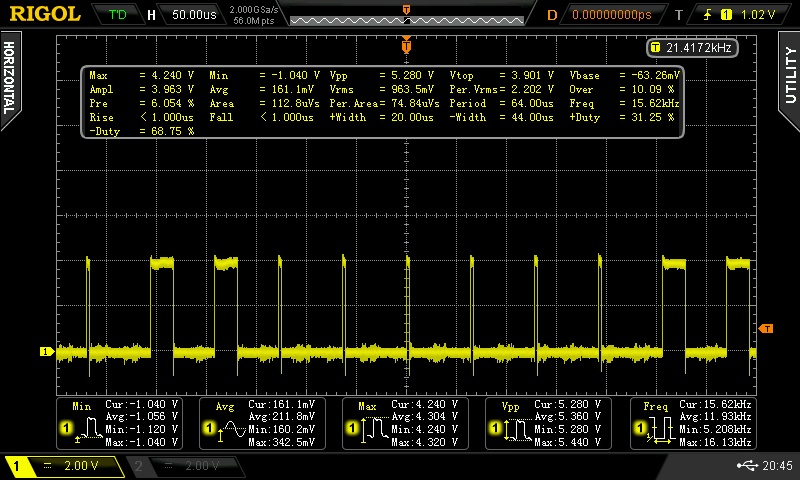 RIGOL T'D H 50.00us 2.000GSa/s 56.0M pts D 0.00000000ps T 1 1.02 V
HORIZONTAL
UTILITY
T 21.4172kHz
Max = 4.240 V Min = -1.040 V Vpp = 5.280 V Vtop = 3.901 V Vbase = -63.26mV
Ampl = 3.963 V Avg = 161.1mV Vrms = 963.5mV Per.Vrms = 2.202 V Over = 10.09 %
Pre = 6.054 % Area = 112.8uVs Per.Area = 74.84uVs Period = 64.00us Freq = 15.62kHz
Rise < 1.000us Fall < 1.000us +Width = 20.00us -Width = 44.00us +Duty = 31.25 %
-Duty = 68.75 %
T
T
1
Min Cur:-1.040 V Avg:-1.056 V Min:-1.120 V Max:-1.040 V
Avg Cur:161.1mV Avg:211.6mV Min:160.2mV Max:342.5mV
Max Cur:4.240 V Avg:4.304 V Min:4.240 V Max:4.320 V
Vpp Cur:5.280 V Avg:5.360 V Min:5.280 V Max:5.440 V
Freq Cur:15.62kHz Avg:11.93kHz Min:5.208kHz Max:16.13kHz
1 2.00 V 2 2.00 V 20:45